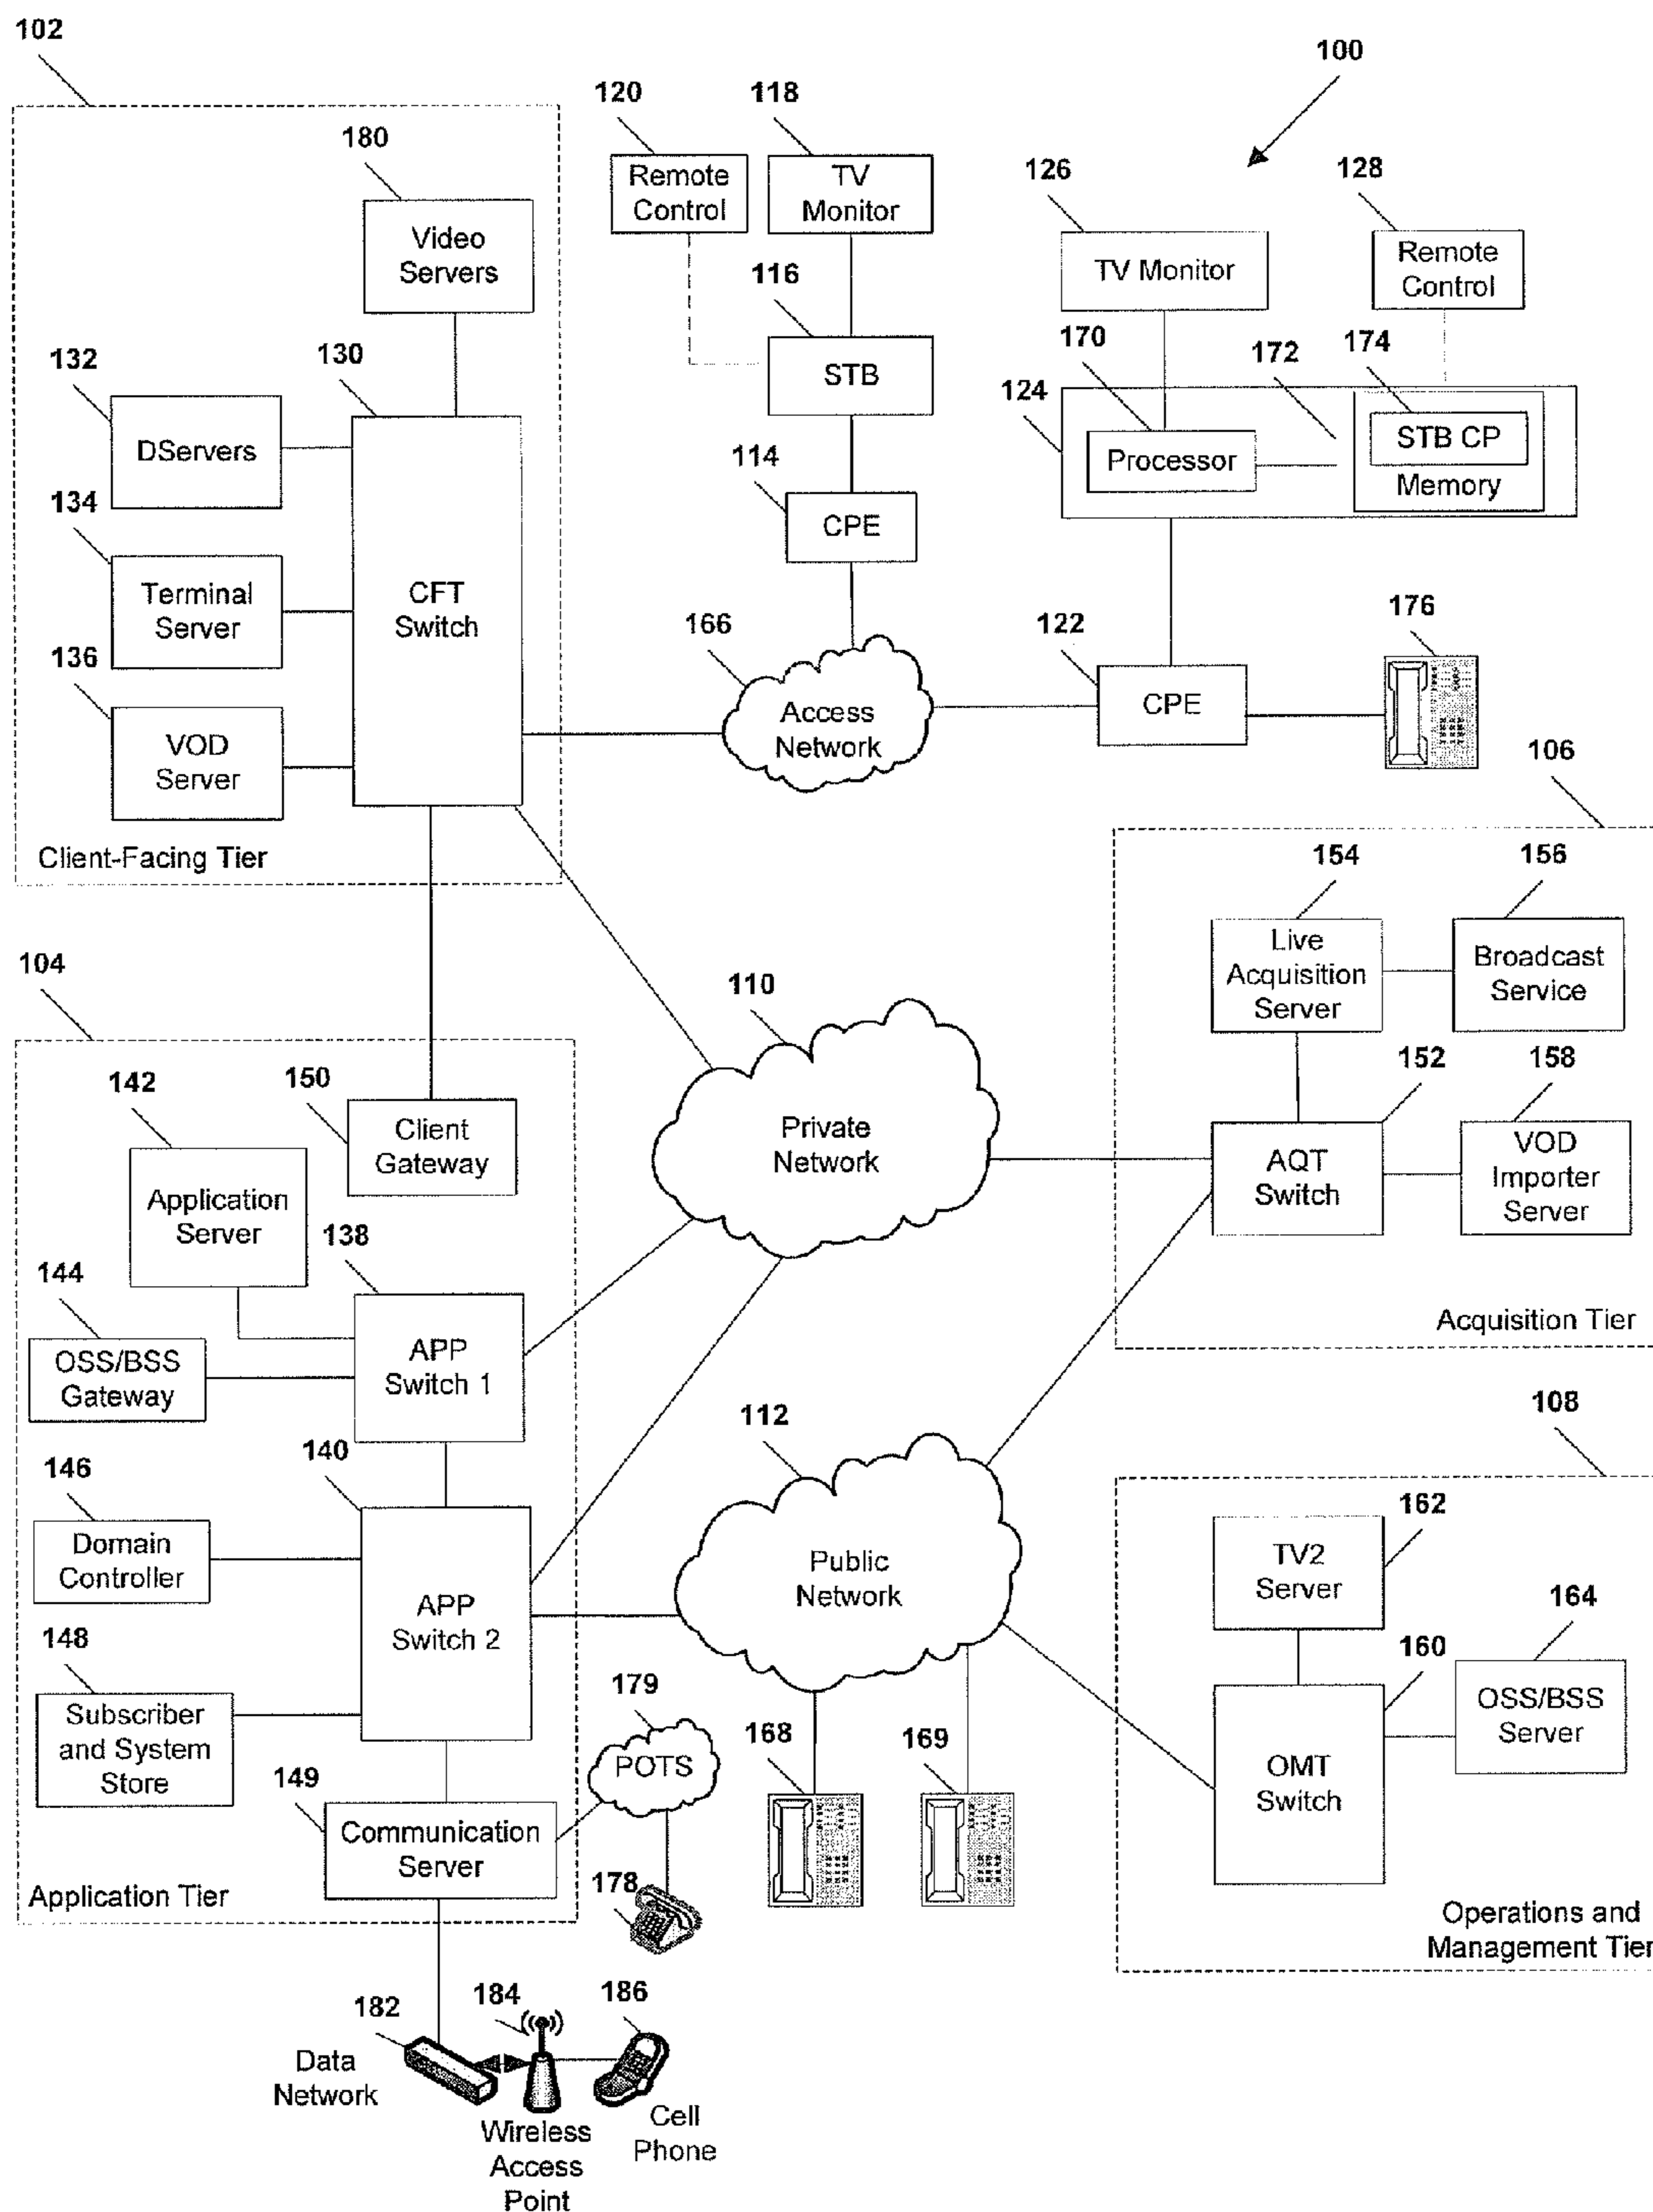 102
100
120
118
180
126
128
Remote
Control
TV
Monitor
Video
Servers
TV Monitor
Remote
Control
116
132
130
170
172
174
STB
124
STB CP
DServers
Processor
Memory
114
134
CPE
Terminal
Server
CFT
Switch
166
122
176
136
Access
Network
CPE
VOD
Server
106
Client-Facing Tier
154
156
Live
Acquisition
Server
Broadcast
Service
104
110
142
150
152
158
Client
Gateway
Private
Network
AQT
Switch
VOD
Importer
Server
Application
Server
138
144
Acquisition Tier
OSS/BSS
Gateway
APP
Switch 1
112
108
146
140
162
Domain
Controller
TV2
Server
Public
Network
APP
Switch 2
164
148
160
Subscriber
and System
Store
179
OSS/BSS
Server
168
169
POTS
OMT
Switch
149
Communication
Server
178
Application Tier
Operations and
Management Tier
182
184
186
Data
Network
Cell
Phone
Wireless
Access
Point